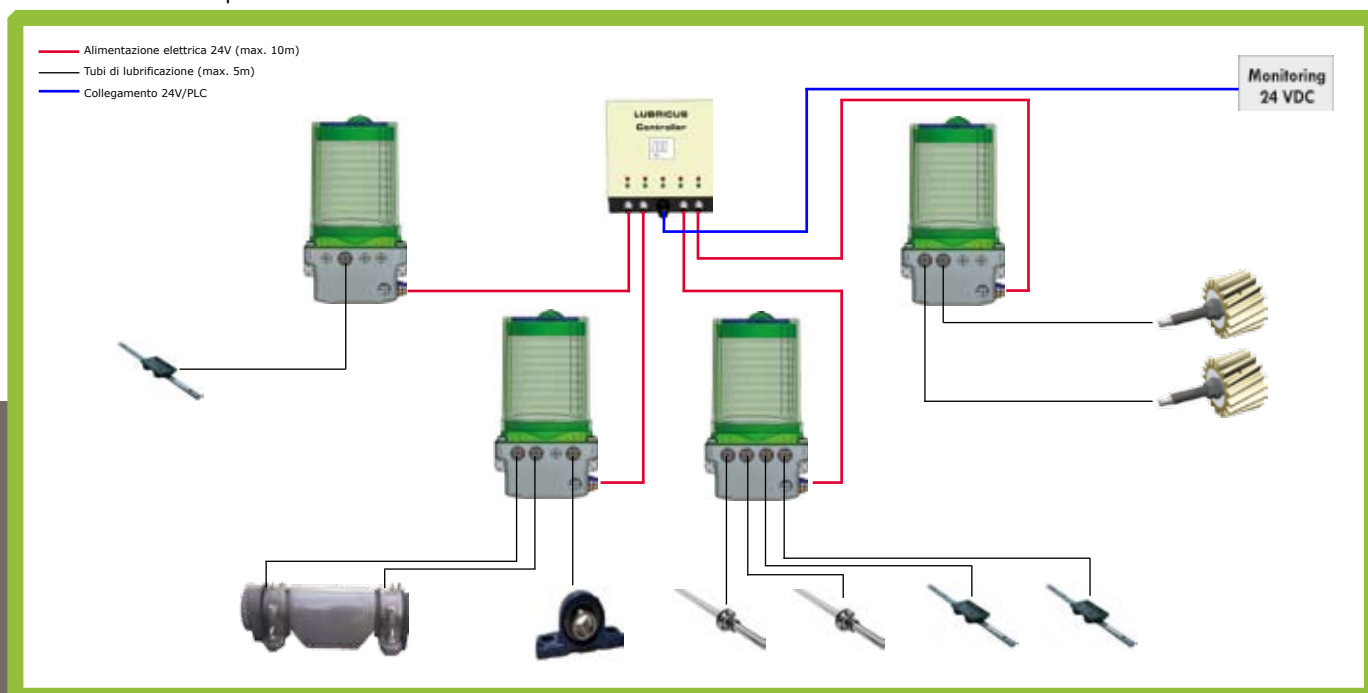 Alimentazione elettrica 24V (max. 10m)
Tubi di lubrificazione (max. 5m)
Collegamento 24V/PLC
Monitoring
24 VDC
LUBRICUS
Controller